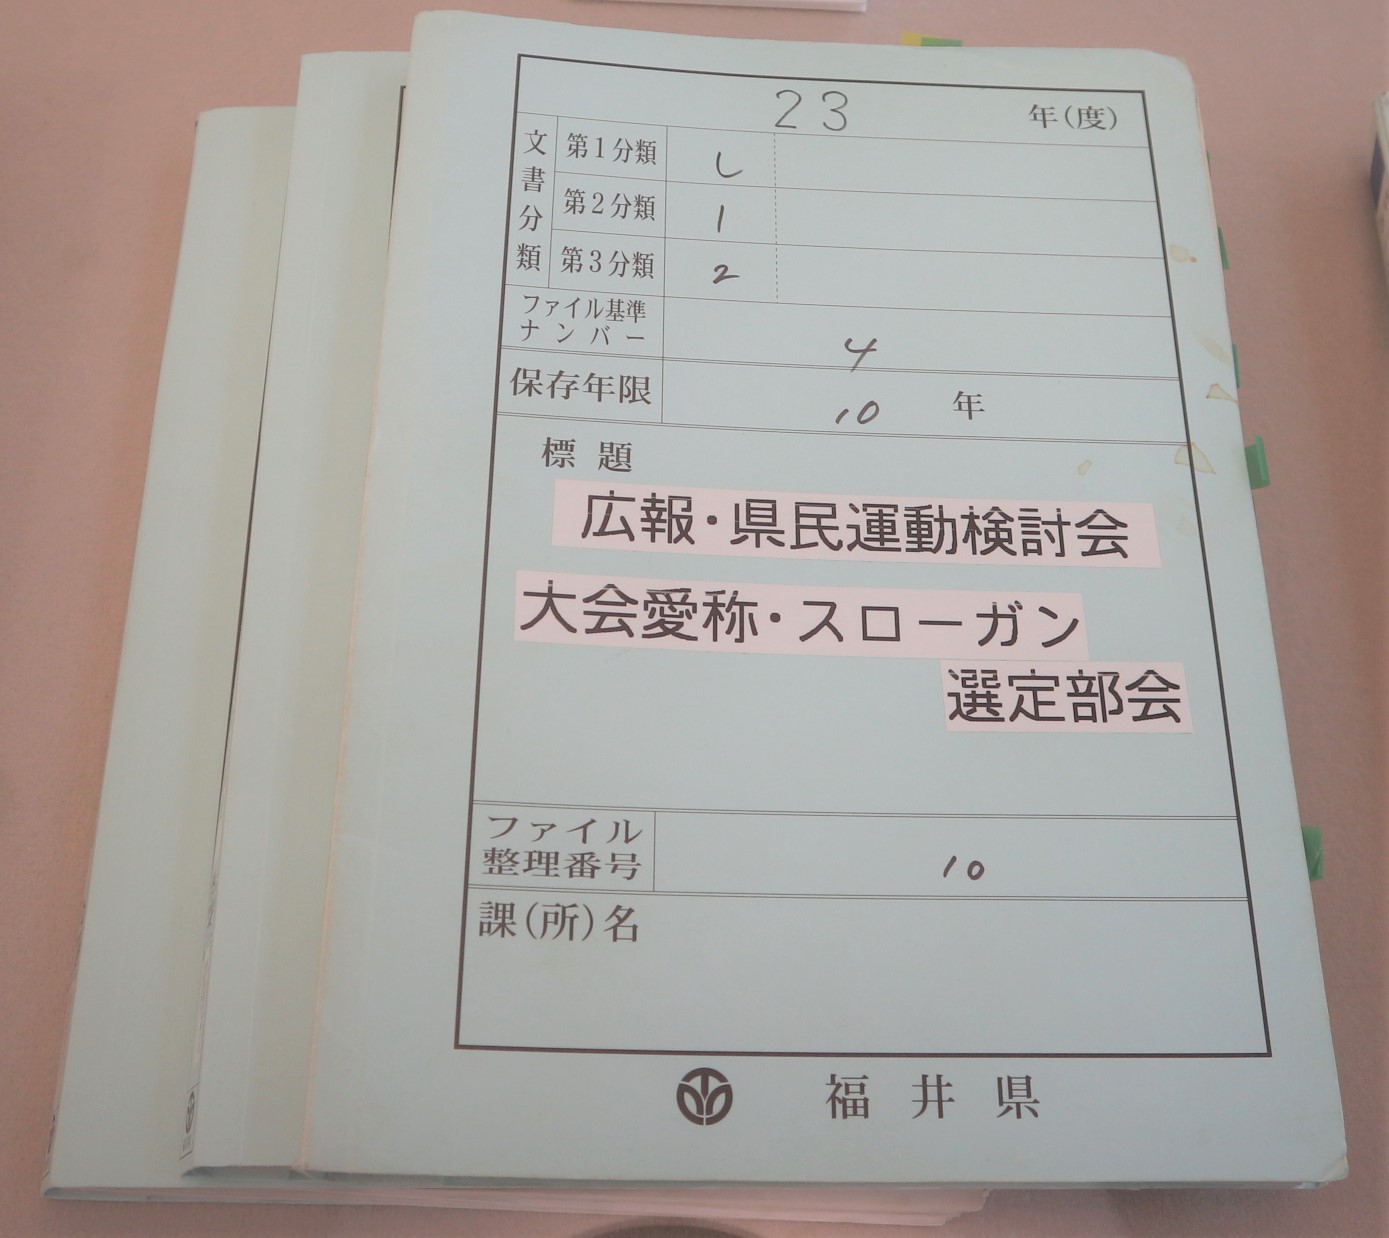 23 年(度)
文書分類
第1分類 し
第2分類 1
第3分類 2
ファイル基準
ナンバー 4
保存年限 10 年
標題
広報・県民運動検討会
大会愛称・スローガン
選定部会
ファイル
整理番号 10
課(所)名
福井県